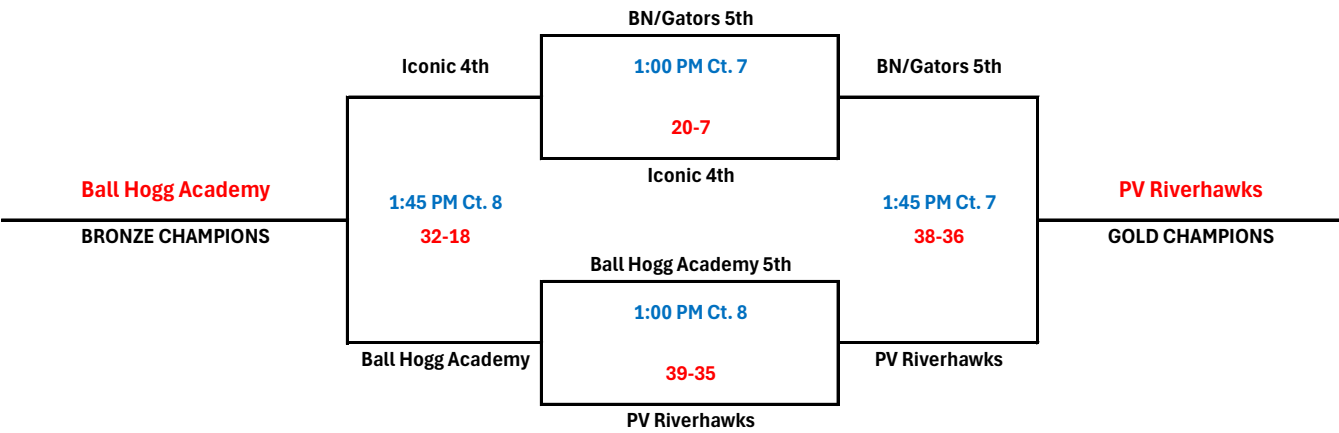 BN/Gators 5th
Iconic 4th
1:00 PM Ct. 7
BN/Gators 5th
20-7
Iconic 4th
Ball Hogg Academy
PV Riverhawks
1:45 PM Ct. 8
1:45 PM Ct. 7
BRONZE CHAMPIONS
32-18
38-36
GOLD CHAMPIONS
Ball Hogg Academy 5th
1:00 PM Ct. 8
Ball Hogg Academy
PV Riverhawks
39-35
PV Riverhawks